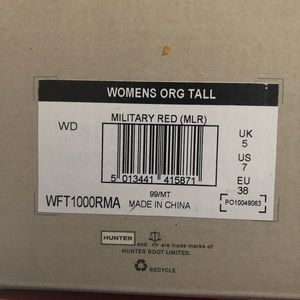 WOMENS ORG TALL
MILITARY RED (MLR)
WD
UK
5
US
7
EU
38
5 013441 415871
99/MT
WFT1000RMA MADE IN CHINA
PO10049063
HUNTER and are trade marks of
HUNTER BOOT LIMITED.
RECYCLE